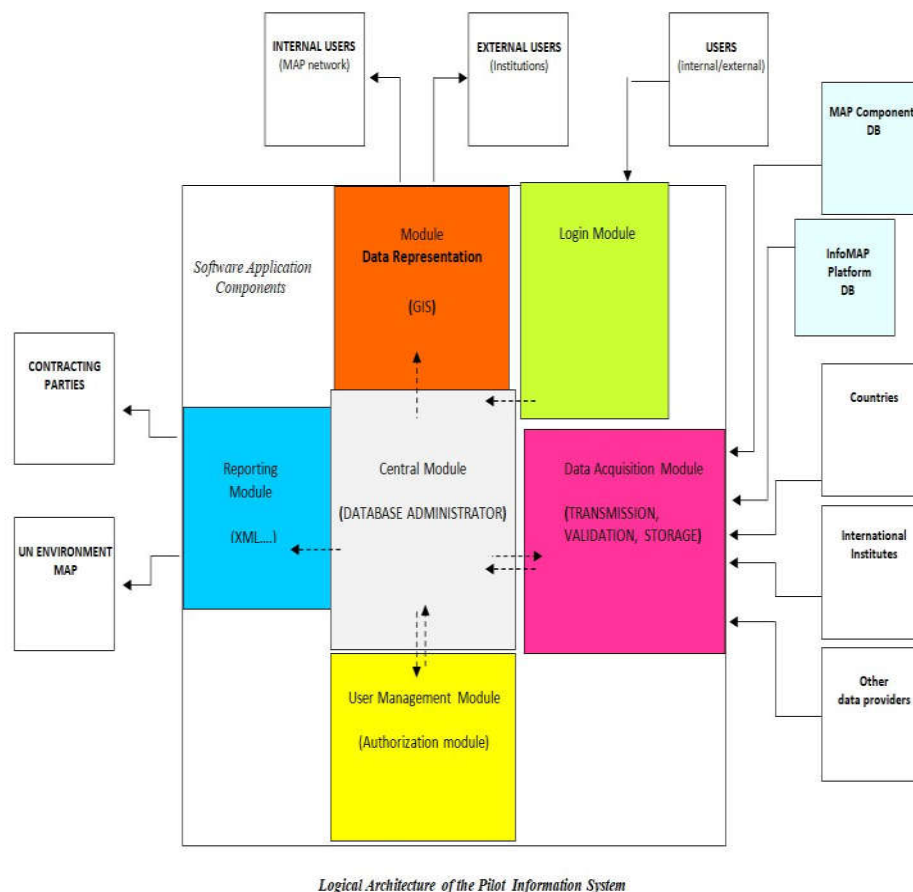 INTERNAL USERS
(MAP network)
EXTERNAL USERS
(Institutions)
USERS
(internal/external)
MAP Component
DB
InfoMAP
Platform
DB
Module
Data Representation
(GIS)
Login Module
Software Application
Components
CONTRACTING
PARTIES
Countries
Reporting
Module
(XML....)
Central Module
(DATABASE ADMINISTRATOR)
Data Acquisition Module
(TRANSMISSION,
VALIDATION, STORAGE)
International
Institutes
UN ENVIRONMENT
MAP
User Management Module
(Authorization module)
Other
data providers
Logical Architecture of the Pilot Information System